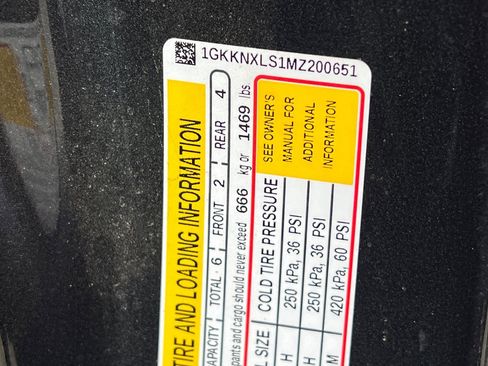 1GKKNXLS1MZ200651
TIRE AND LOADING INFORMATION
CAPACITY TOTAL · 6 FRONT 2 REAR 4
pants and cargo should never exceed 666 kg or 1469 lbs
SIZE COLD TIRE PRESSURE
H 250 kPa, 36 PSI
H 250 kPa, 36 PSI
M 420 kPa, 60 PSI
SEE OWNER'S
MANUAL FOR
ADDITIONAL
INFORMATION